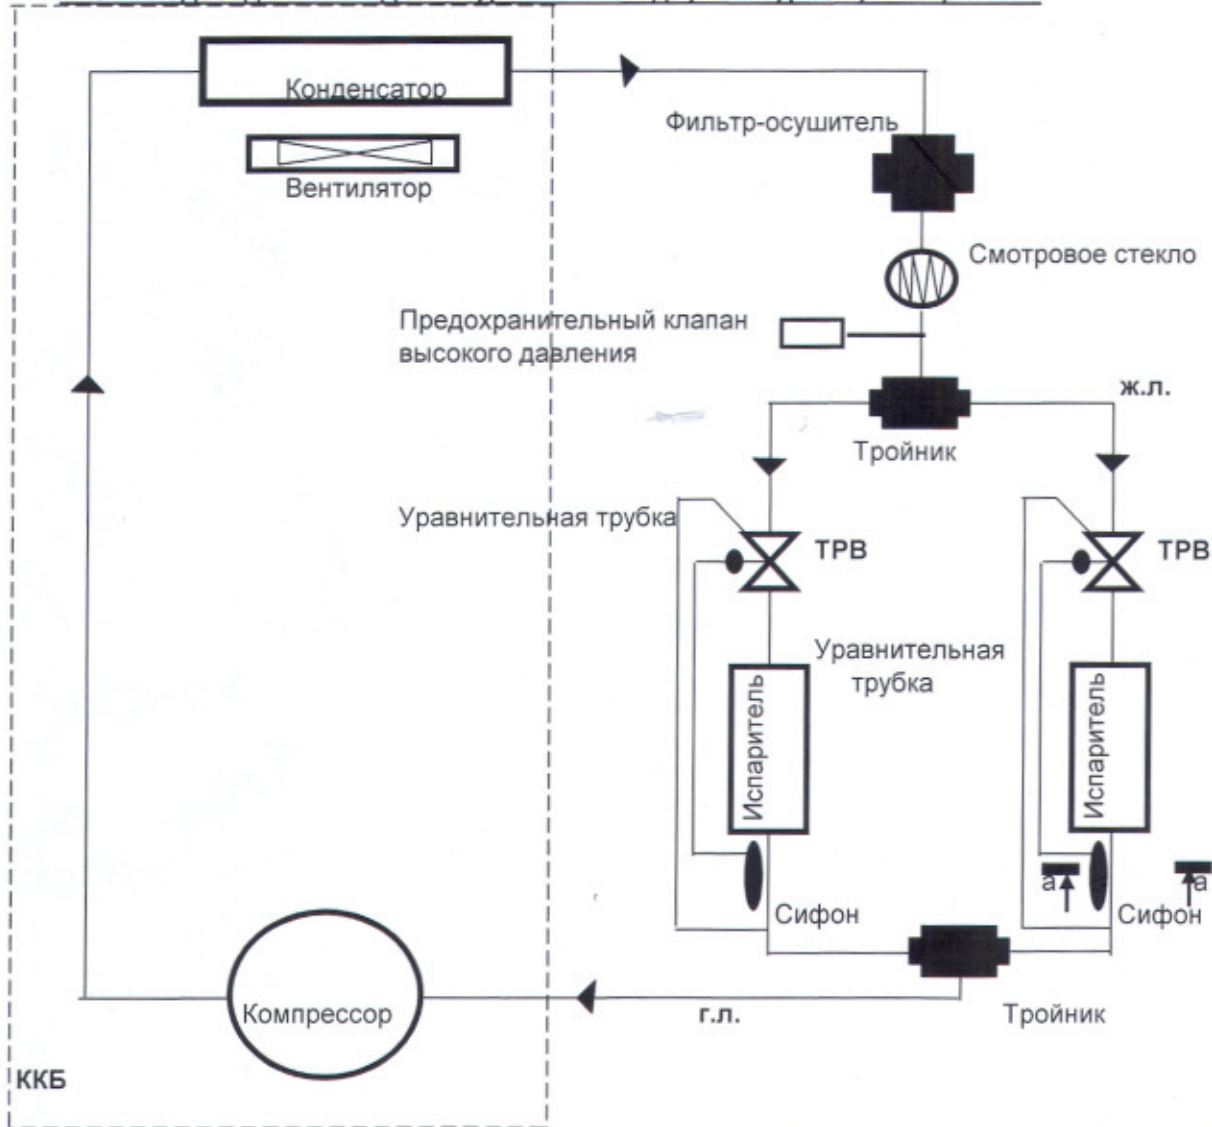 Конденсатор
Вентилятор
Фильтр-осушитель
Смотровое стекло
Предохранительный клапан
высокого давления
ж.л.
Тройник
Уравнительная трубка
ТРВ
ТРВ
Уравнительная
трубка
Испаритель
Испаритель
а
а
Сифон
Сифон
Компрессор
г.л.
Тройник
ККБ